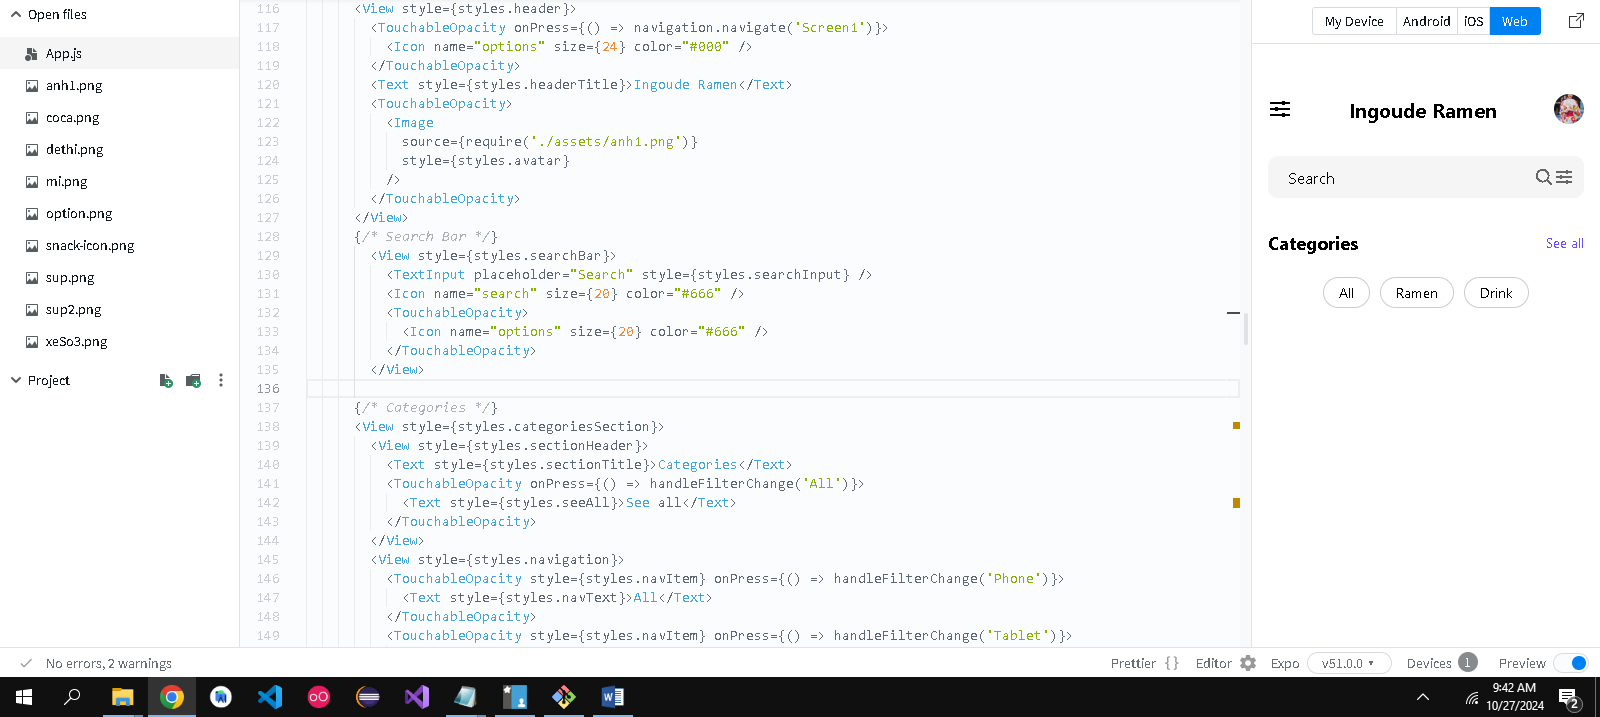 Open files
App.js
anh1.png
coca.png
dethi.png
mi.png
option.png
snack-icon.png
sup.png
sup2.png
xeSo3.png
Project
116 <View style={styles.header}>
117 <TouchableOpacity onPress={() => navigation.navigate('Screen1')}>
118 <Icon name="options" size={24} color="#000" />
119 </TouchableOpacity>
120 <Text style={styles.headerTitle}>Ingoude Ramen</Text>
121 <TouchableOpacity>
122 <Image
123 source={require('./assets/anh1.png')}
124 style={styles.avatar}
125 />
126 </TouchableOpacity>
127 </View>
128 {/* Search Bar */}
129 <View style={styles.searchBar}>
130 <TextInput placeholder="Search" style={styles.searchInput} />
131 <Icon name="search" size={20} color="#666" />
132 <TouchableOpacity>
133 <Icon name="options" size={20} color="#666" />
134 </TouchableOpacity>
135 </View>
136
137 {/* Categories */}
138 <View style={styles.categoriesSection}>
139 <View style={styles.sectionHeader}>
140 <Text style={styles.sectionTitle}>Categories</Text>
141 <TouchableOpacity onPress={() => handleFilterChange('All')}>
142 <Text style={styles.seeAll}>See all</Text>
143 </TouchableOpacity>
144 </View>
145 <View style={styles.navigation}>
146 <TouchableOpacity style={styles.navItem} onPress={() => handleFilterChange('Phone')}>
147 <Text style={styles.navText}>All</Text>
148 </TouchableOpacity>
149 <TouchableOpacity style={styles.navItem} onPress={() => handleFilterChange('Tablet')}>
My Device Android iOS Web
Ingoude Ramen
Search
Categories See all
All Ramen Drink
No errors, 2 warnings
Prettier {} Editor Expo v51.0.0 Devices 1 Preview
9:42 AM
10/27/2024
2